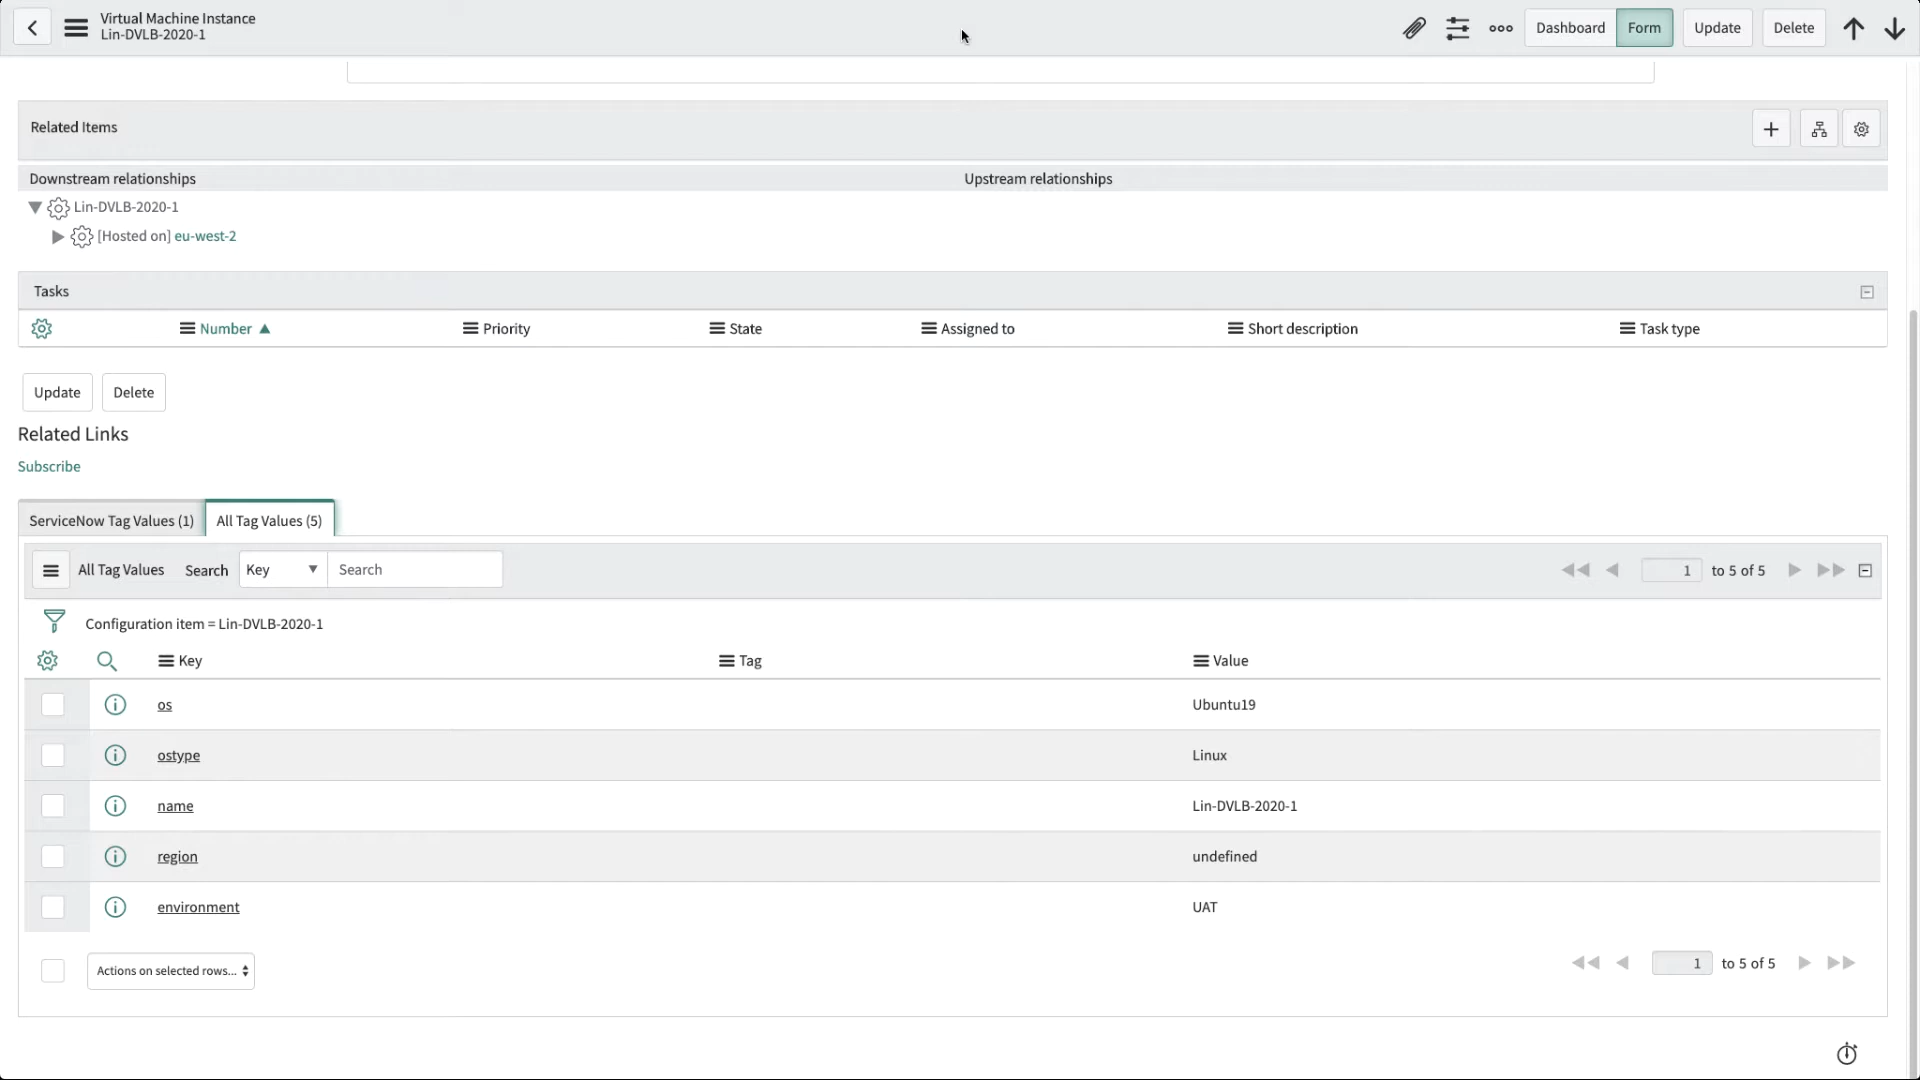 Virtual Machine Instance
Lin-DVLB-2020-1
Dashboard Form Update Delete
Related Items
Downstream relationships Upstream relationships
Lin-DVLB-2020-1
[Hosted on] eu-west-2
Tasks
Number Priority State Assigned to Short description Task type
Update Delete
Related Links
Subscribe
ServiceNow Tag Values (1) All Tag Values (5)
All Tag Values Search Key Search 1 to 5 of 5
Configuration item = Lin-DVLB-2020-1
Key Tag Value
os Ubuntu19
ostype Linux
name Lin-DVLB-2020-1
region undefined
environment UAT
Actions on selected rows... 1 to 5 of 5